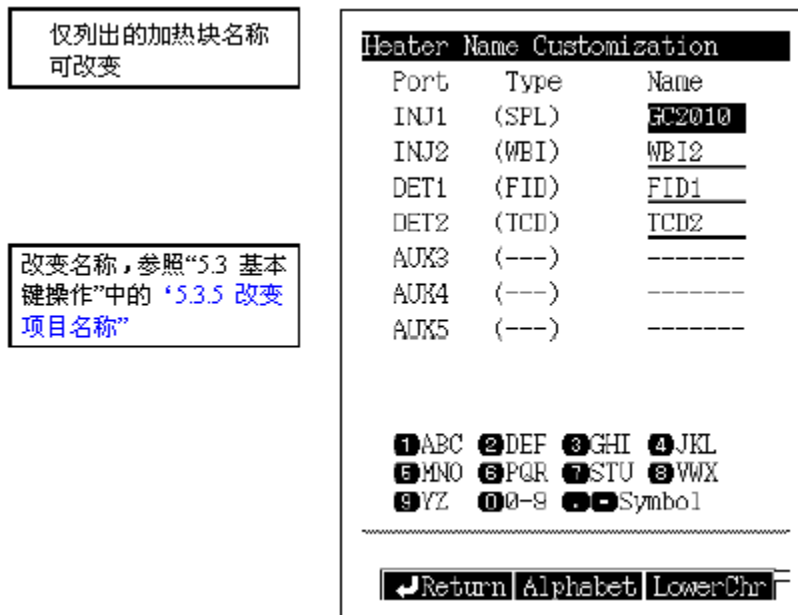 仅列出的加热块名称
可改变
改变名称，参照“5.3 基本
键操作”中的 ‘5.3.5 改变
项目名称”
Heater Name Customization
Port Type Name
INJ1 (SPL) GC2010
INJ2 (WBI) WBI2
DET1 (FID) FID1
DET2 (TCD) TCD2
AUX3 (---) -------
AUX4 (---) -------
AUX5 (---) -------
1ABC 2DEF 3GHI 4JKL
5MNO 6PQR 7STU 8VWX
9YZ 00-9 .-Symbol
Return Alphabet LowerChr